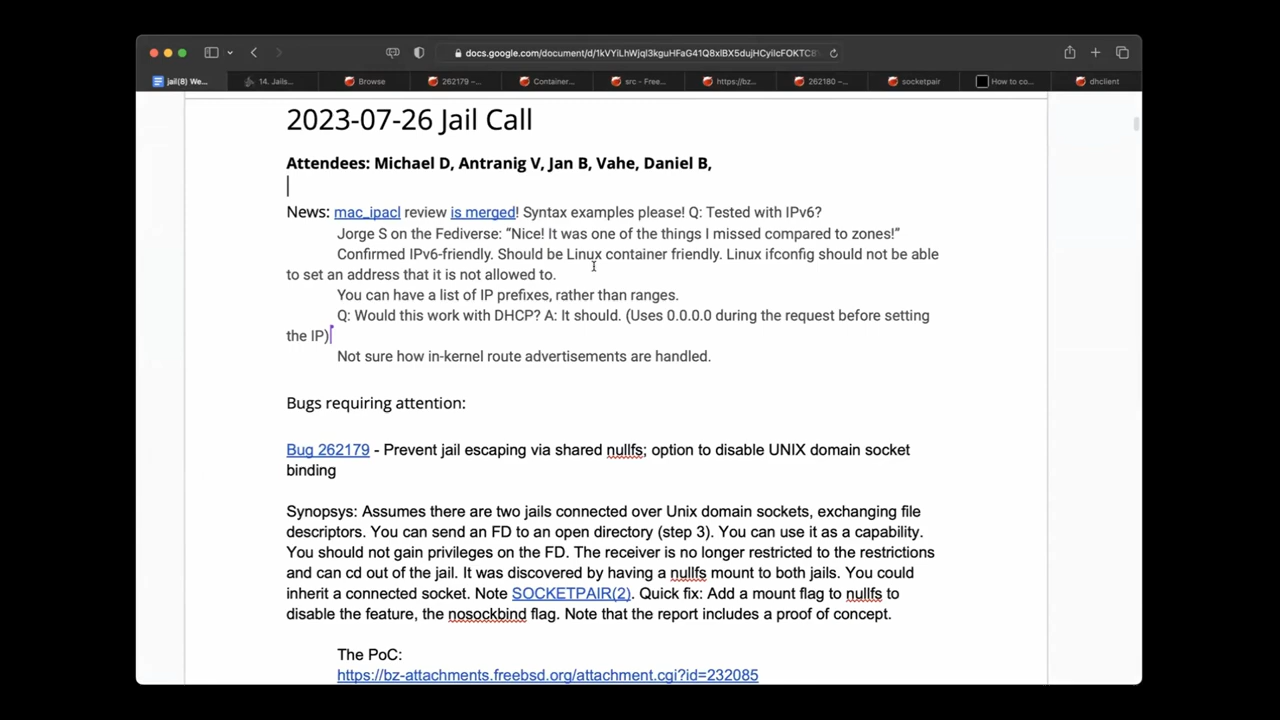 docs.google.com/document/d/1kVYiLhWjql3kguHFaG41Q8xlBX5dujHCyilcFOKTC
jail(8) We...
14. Jails...
Browse
262179 –...
Container...
src - Free...
https://bz...
262180 –...
socketpair
How to co...
dhclient
2023-07-26 Jail Call
Attendees: Michael D, Antranig V, Jan B, Vahe, Daniel B,
News: mac_ipacl review is merged! Syntax examples please! Q: Tested with IPv6?
Jorge S on the Fediverse: “Nice! It was one of the things I missed compared to zones!”
Confirmed IPv6-friendly. Should be Linux container friendly. Linux ifconfig should not be able
to set an address that it is not allowed to.
You can have a list of IP prefixes, rather than ranges.
Q: Would this work with DHCP? A: It should. (Uses 0.0.0.0 during the request before setting
the IP)
Not sure how in-kernel route advertisements are handled.
Bugs requiring attention:
Bug 262179 - Prevent jail escaping via shared nullfs; option to disable UNIX domain socket
binding
Synopsys: Assumes there are two jails connected over Unix domain sockets, exchanging file
descriptors. You can send an FD to an open directory (step 3). You can use it as a capability.
You should not gain privileges on the FD. The receiver is no longer restricted to the restrictions
and can cd out of the jail. It was discovered by having a nullfs mount to both jails. You could
inherit a connected socket. Note SOCKETPAIR(2). Quick fix: Add a mount flag to nullfs to
disable the feature, the nosockbind flag. Note that the report includes a proof of concept.
The PoC:
https://bz-attachments.freebsd.org/attachment.cgi?id=232085